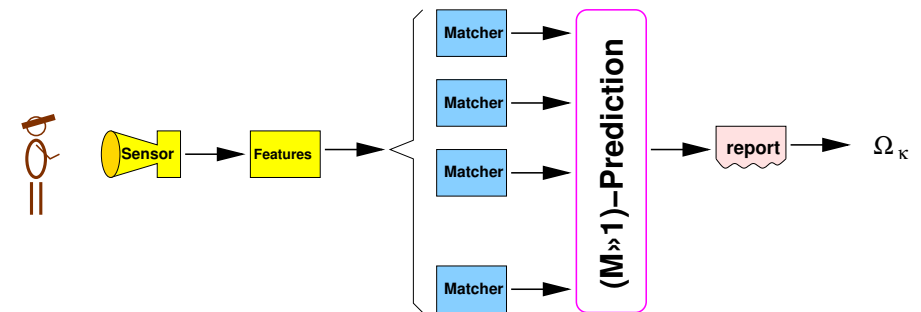 Sensor
Features
Matcher
Matcher
Matcher
Matcher
(M»1)–Prediction
report
Ω κ